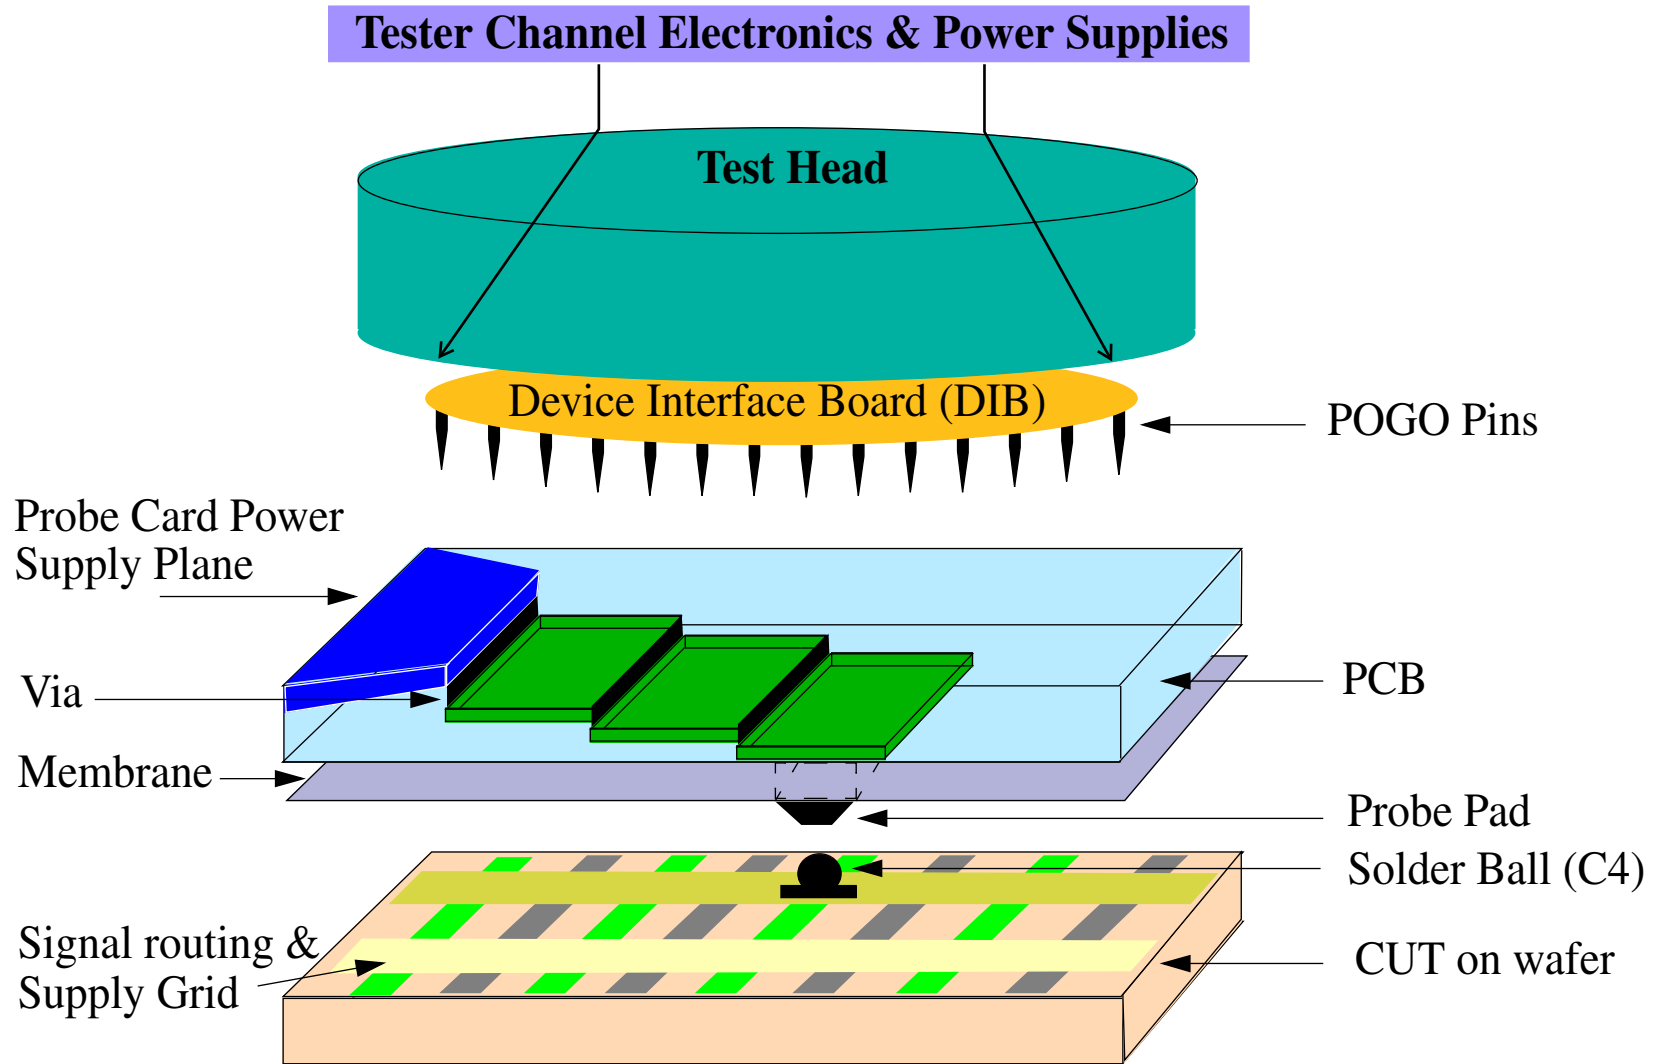 Tester Channel Electronics & Power Supplies
Test Head
Device Interface Board (DIB)
POGO Pins
Probe Card Power
Supply Plane
Via
PCB
Membrane
Probe Pad
Solder Ball (C4)
Signal routing &
Supply Grid
CUT on wafer